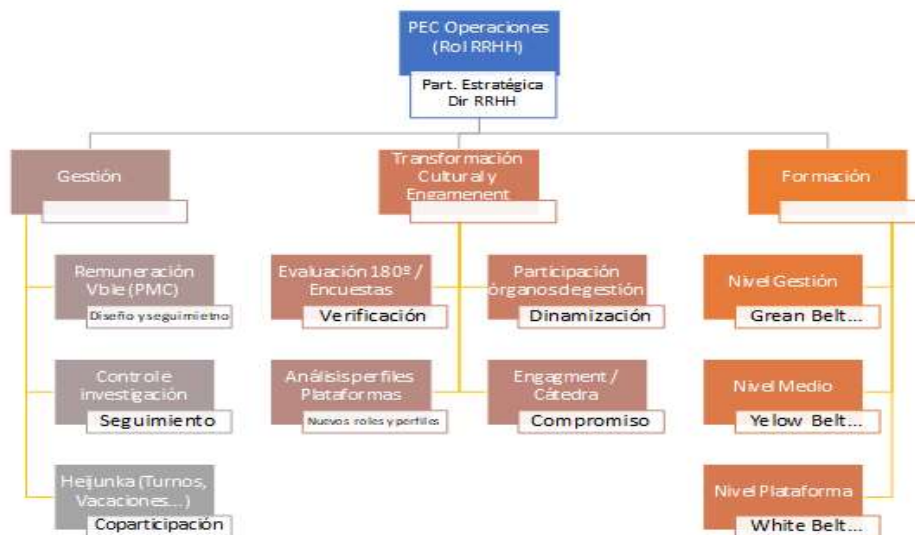 PEC Operaciones
(Rol RRHH)
Part. Estratégica
Dir RRHH
Gestión
Transformación
Cultural y
Engamenent
Formación
Remuneración
Vble (PMC)
Diseño y seguimietno
Evaluación 180º /
Encuestas
Verificación
Participación
órganos de gestión
Dinamización
Nivel Gestión
Grean Belt...
Control e
investigación
Seguimiento
Análisis perfiles
Plataformas
Nuevos roles y perfiles
Engagment /
Cátedra
Compromiso
Nivel Medio
Yelow Belt...
Heijunka (Turnos,
Vacaciones...)
Coparticipación
Nivel Plataforma
White Belt...